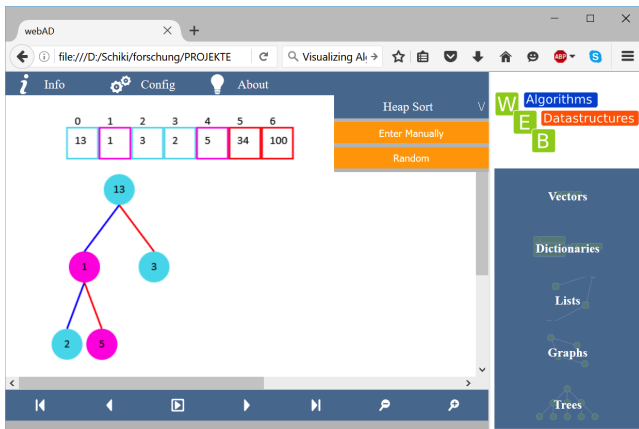 webAD
file:///D:/Schiki/forschung/PROJEKTE
Visualizing Al
ABP
S
i Info
Config
About
Heap Sort V
Enter Manually
Random
0 1 2 3 4 5 6
13 1 3 2 5 34 100
13
1 3
2 5
WEB
Algorithms
Datastructures
Vectors
Dictionaries
Lists
Graphs
Trees